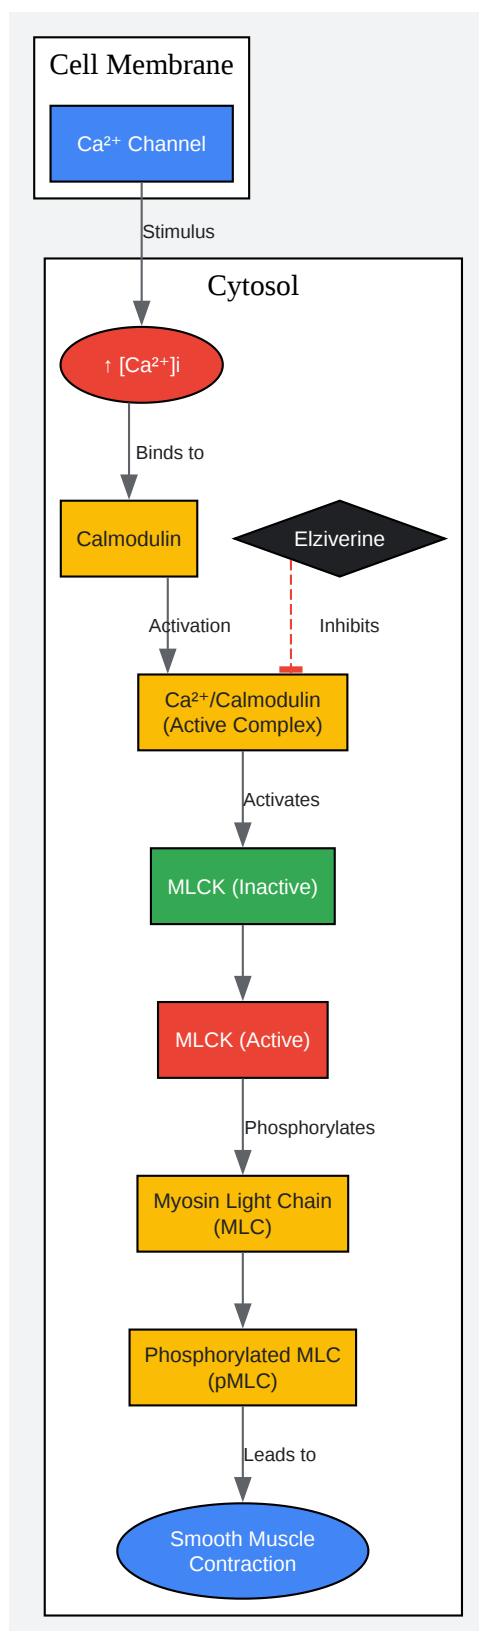 Cell Membrane
Ca²⁺ Channel
Stimulus
Cytosol
↑ [Ca²⁺]i
Binds to
Calmodulin
Elziverine
Activation
Inhibits
Ca²⁺/Calmodulin
(Active Complex)
Activates
MLCK (Inactive)
MLCK (Active)
Phosphorylates
Myosin Light Chain
(MLC)
Phosphorylated MLC
(pMLC)
Leads to
Smooth Muscle
Contraction